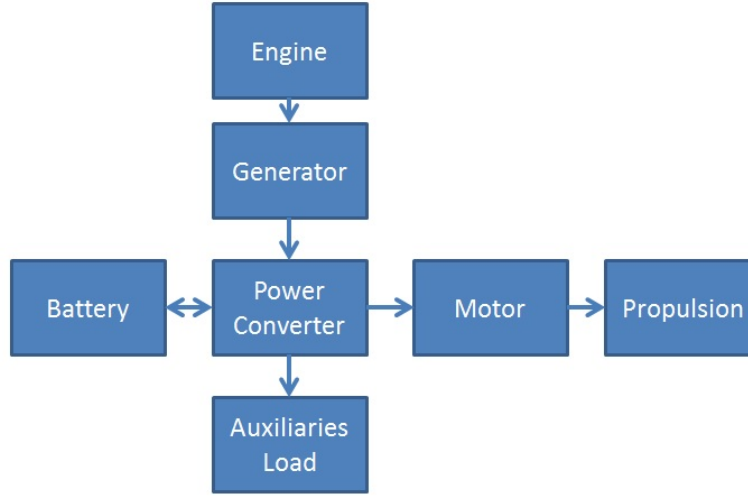 Engine
Generator
Battery
Power
Converter
Motor
Propulsion
Auxiliaries
Load